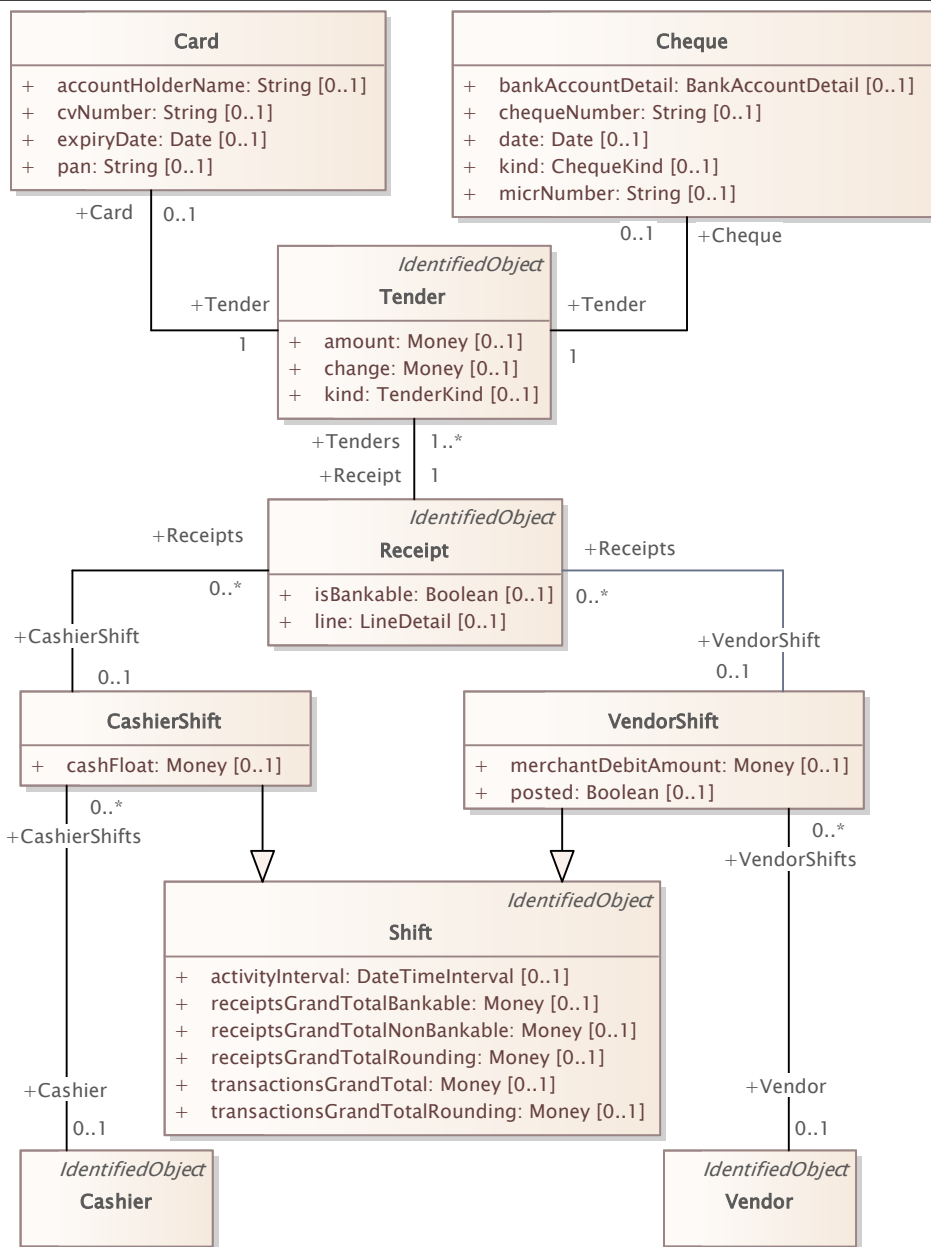 Card
+ accountHolderName: String [0..1]
+ cvNumber: String [0..1]
+ expiryDate: Date [0..1]
+ pan: String [0..1]
Cheque
+ bankAccountDetail: BankAccountDetail [0..1]
+ chequeNumber: String [0..1]
+ date: Date [0..1]
+ kind: ChequeKind [0..1]
+ micrNumber: String [0..1]
+Card
0..1
0..1
+Cheque
IdentifiedObject
Tender
+ amount: Money [0..1]
+ change: Money [0..1]
+ kind: TenderKind [0..1]
+Tender
1
+Tender
1
+Tenders
1..*
+Receipt
1
IdentifiedObject
Receipt
+ isBankable: Boolean [0..1]
+ line: LineDetail [0..1]
+Receipts
0..*
+Receipts
0..*
+CashierShift
0..1
+VendorShift
0..1
CashierShift
+ cashFloat: Money [0..1]
VendorShift
+ merchantDebitAmount: Money [0..1]
+ posted: Boolean [0..1]
0..*
+CashierShifts
0..*
+VendorShifts
IdentifiedObject
Shift
+ activityInterval: DateTimeInterval [0..1]
+ receiptsGrandTotalBankable: Money [0..1]
+ receiptsGrandTotalNonBankable: Money [0..1]
+ receiptsGrandTotalRounding: Money [0..1]
+ transactionsGrandTotal: Money [0..1]
+ transactionsGrandTotalRounding: Money [0..1]
+Cashier
0..1
+Vendor
0..1
IdentifiedObject
Cashier
IdentifiedObject
Vendor